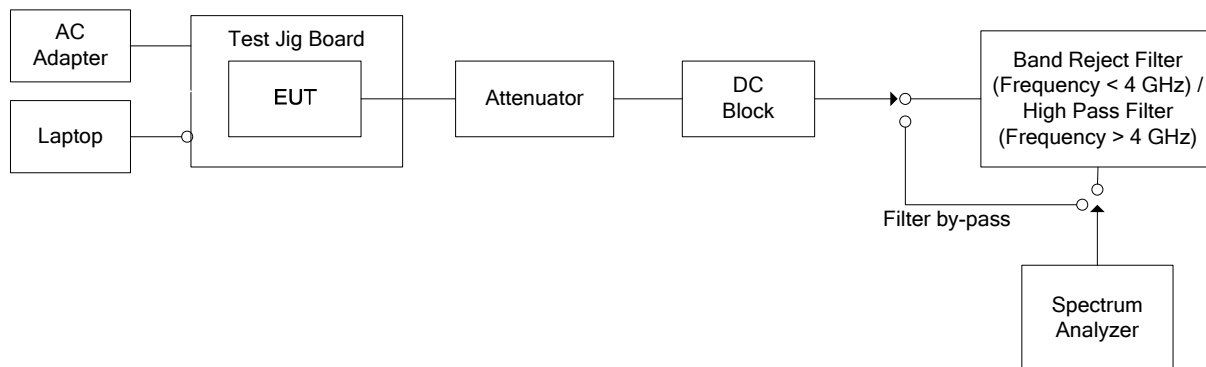 AC
Adapter
Laptop
Test Jig Board
EUT
Attenuator
DC
Block
Band Reject Filter
(Frequency < 4 GHz) /
High Pass Filter
(Frequency > 4 GHz)
Filter by-pass
Spectrum
Analyzer